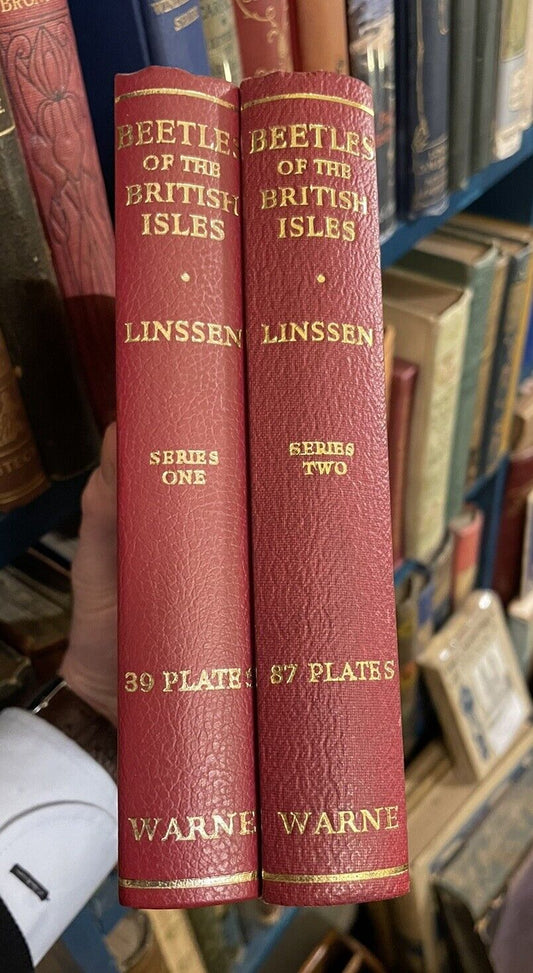 BEETLES
OF THE
BRITISH
ISLES
LINSSEN
SERIES
ONE
39 PLATES
WARNE
BEETLES
OF THE
BRITISH
ISLES
LINSSEN
SERIES
TWO
87 PLATES
WARNE